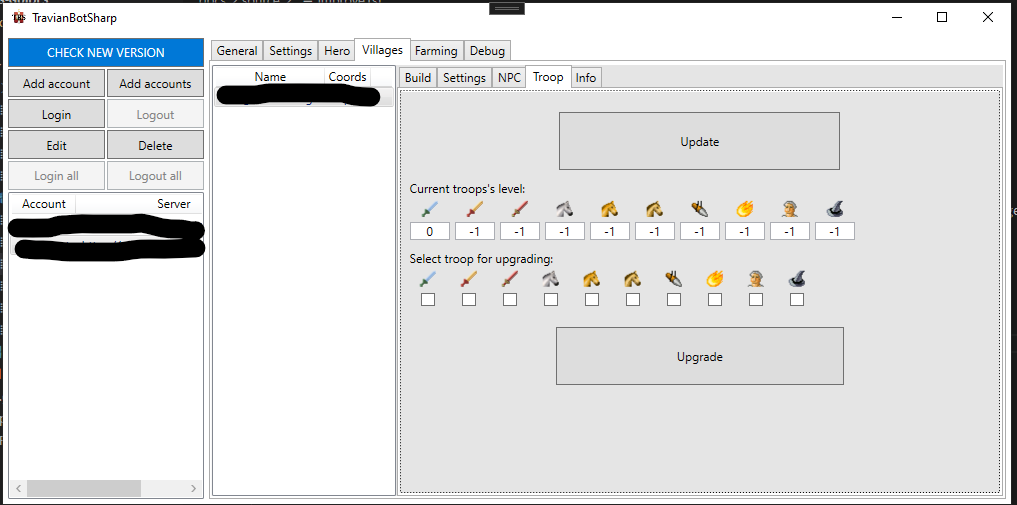 TravianBotSharp
CHECK NEW VERSION
Add account Add accounts
Login Logout
Edit Delete
Login all Logout all
Account Server
General Settings Hero Villages Farming Debug
Name Coords
Build Settings NPC Troop Info
Update
Current troops's level:
0 -1 -1 -1 -1 -1 -1 -1 -1 -1
Select troop for upgrading:
Upgrade